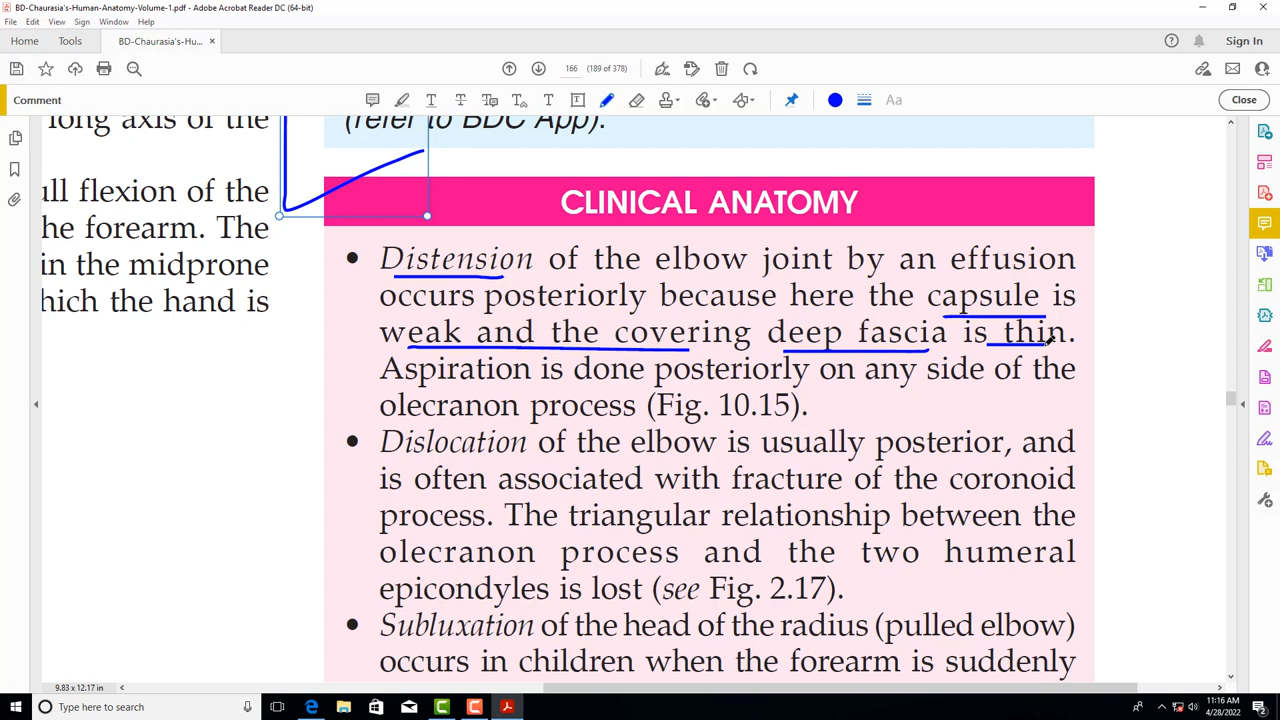 BD-Chaurasia's-Human-Anatomy-Volume-1.pdf - Adobe Acrobat Reader DC (64-bit)
File Edit View Sign Window Help
Home Tools BD-Chaurasia's-Hu... × Sign In
166 (189 of 378)
Comment Aa Close
long axis of the
(refer to BDC App).
ull flexion of the
he forearm. The
in the midprone
hich the hand is
CLINICAL ANATOMY
• Distension of the elbow joint by an effusion
occurs posteriorly because here the capsule is
weak and the covering deep fascia is thin.
Aspiration is done posteriorly on any side of the
olecranon process (Fig. 10.15).
• Dislocation of the elbow is usually posterior, and
is often associated with fracture of the coronoid
process. The triangular relationship between the
olecranon process and the two humeral
epicondyles is lost (see Fig. 2.17).
• Subluxation of the head of the radius (pulled elbow)
occurs in children when the forearm is suddenly
9.83 x 12.17 in
Type here to search
11:16 AM
4/28/2022
2